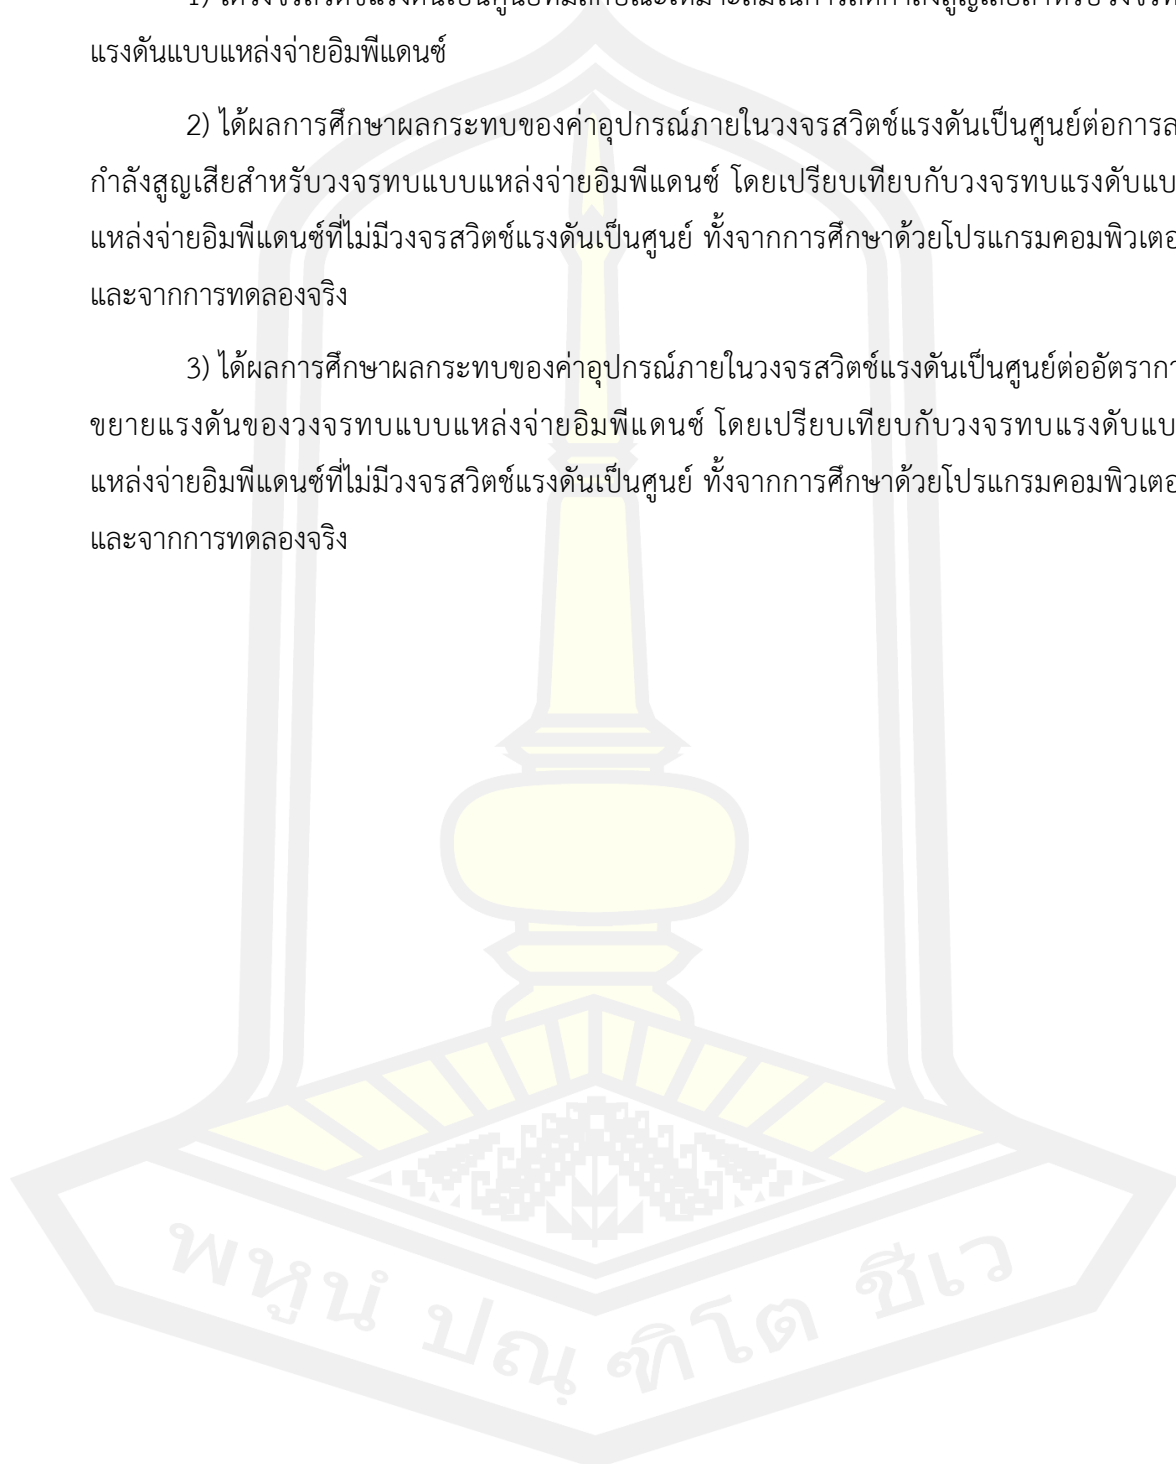 แรงดันแบบแหล่งจ่ายอิมพีแดนซ์
2) ได้ผลการศึกษาผลกระทบของค่าอุปกรณ์ภายในวงจรสวิตช์แรงดันเป็นศูนย์ต่อการล
กำลังสูญเสียสำหรับวงจรทบแบบแหล่งจ่ายอิมพีแดนซ์ โดยเปรียบเทียบกับวงจรทบแรงดับแบ
แหล่งจ่ายอิมพีแดนซ์ที่ไม่มีวงจรสวิตช์แรงดันเป็นศูนย์ ทั้งจากการศึกษาด้วยโปรแกรมคอมพิวเตอ
และจากการทดลองจริง
3) ได้ผลการศึกษาผลกระทบของค่าอุปกรณ์ภายในวงจรสวิตช์แรงดันเป็นศูนย์ต่ออัตรากา
ขยายแรงดันของวงจรทบแบบแหล่งจ่ายอิมพีแดนซ์ โดยเปรียบเทียบกับวงจรทบแรงดับแบ
แหล่งจ่ายอิมพีแดนซ์ที่ไม่มีวงจรสวิตช์แรงดันเป็นศูนย์ ทั้งจากการศึกษาด้วยโปรแกรมคอมพิวเตอ
และจากการทดลองจริง
พหูนํ ปณฺฑิโต ชีเว